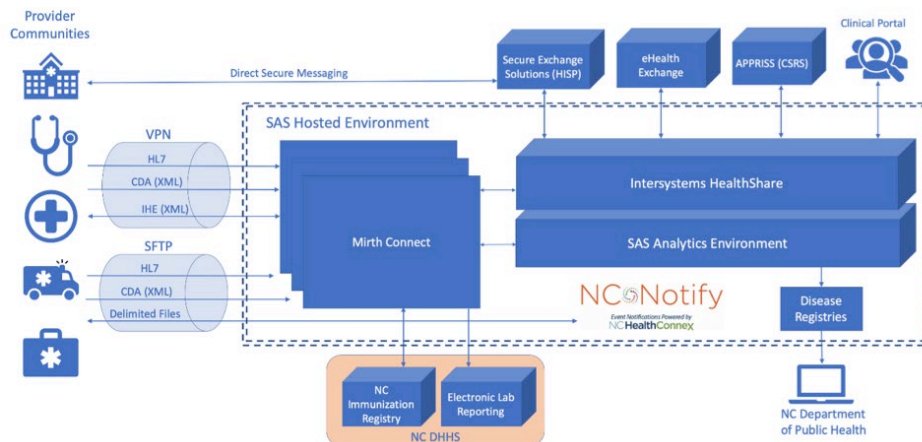 Provider
Communities
Direct Secure Messaging
Secure Exchange
Solutions (HISP)
eHealth
Exchange
APPRISS (CSRS)
Clinical Portal
SAS Hosted Environment
VPN
HL7
CDA (XML)
IHE (XML)
SFTP
HL7
CDA (XML)
Delimited Files
Mirth Connect
Intersystems HealthShare
SAS Analytics Environment
NC Notify
Event Notifications Powered by
NC HealthConnex
Disease
Registries
NC
Immunization
Registry
Electronic Lab
Reporting
NC DHHS
NC Department
of Public Health